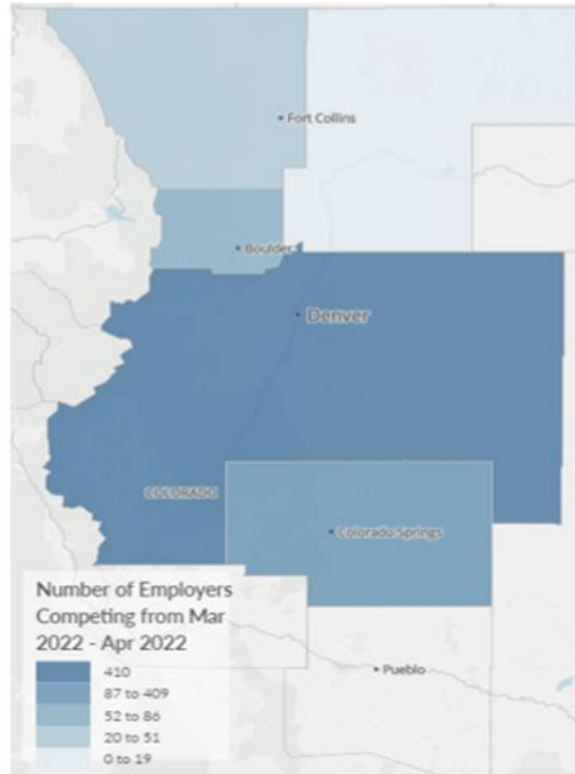 Fort Collins
Boulder
Denver
COLORADO
Colorado Springs
Number of Employers
Competing from Mar
2022 - Apr 2022
410
87 to 409
52 to 86
20 to 51
0 to 19
Pueblo